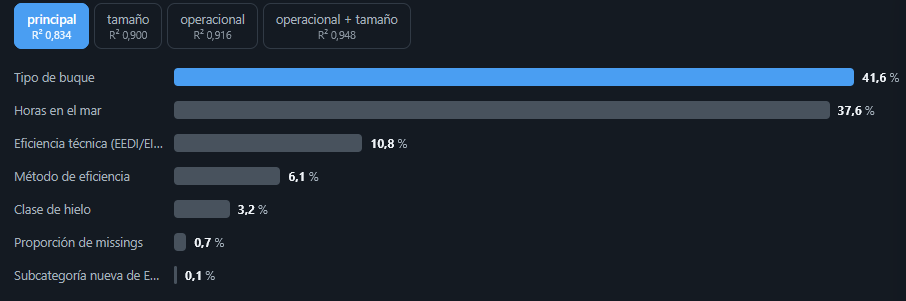 principal
R² 0,834
tamaño
R² 0,900
operacional
R² 0,916
operacional + tamaño
R² 0,948
Tipo de buque 41,6 %
Horas en el mar 37,6 %
Eficiencia técnica (EEDI/EI... 10,8 %
Método de eficiencia 6,1 %
Clase de hielo 3,2 %
Proporción de missings 0,7 %
Subcategoría nueva de E... 0,1 %